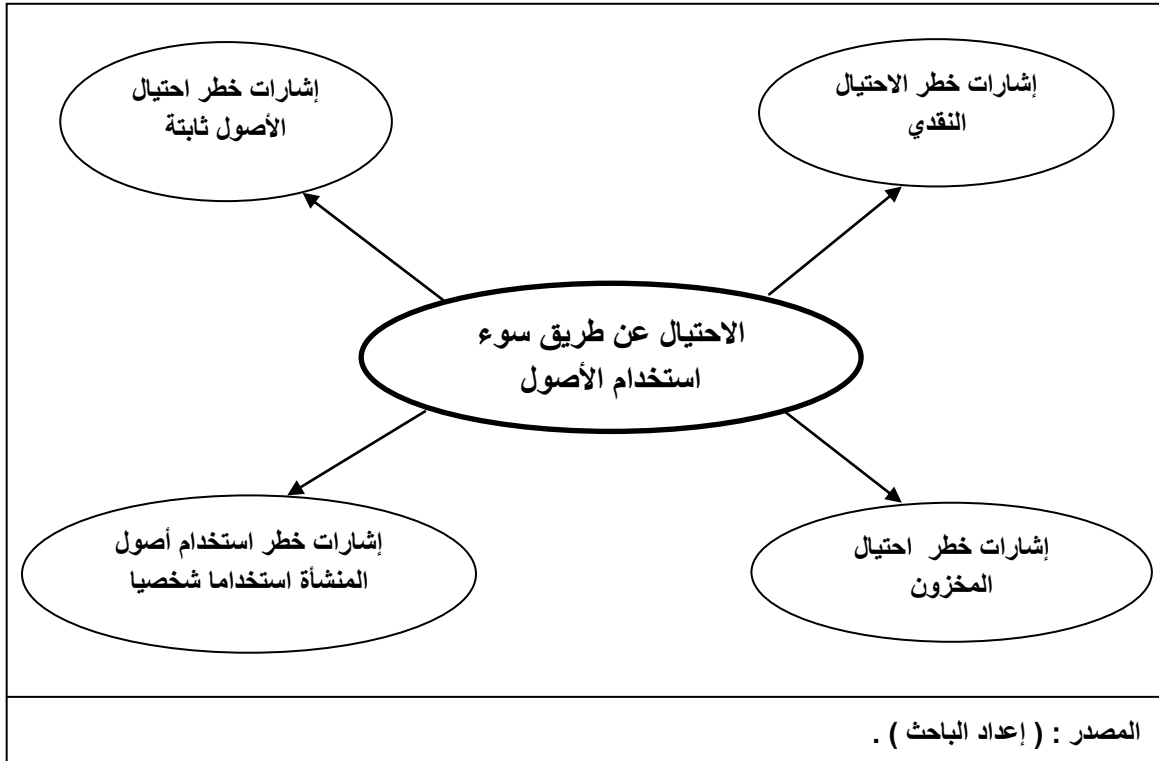 إشارات خطر الاحتيال
النقدي
إشارات خطر احتيال
الأصول ثابتة
الاحتيال عن طريق سوء
استخدام الأصول
إشارات خطر احتيال
المخزون
إشارات خطر استخدام أصول
المنشأة استخداما شخصيا
المصدر : ( إعداد الباحث ) .